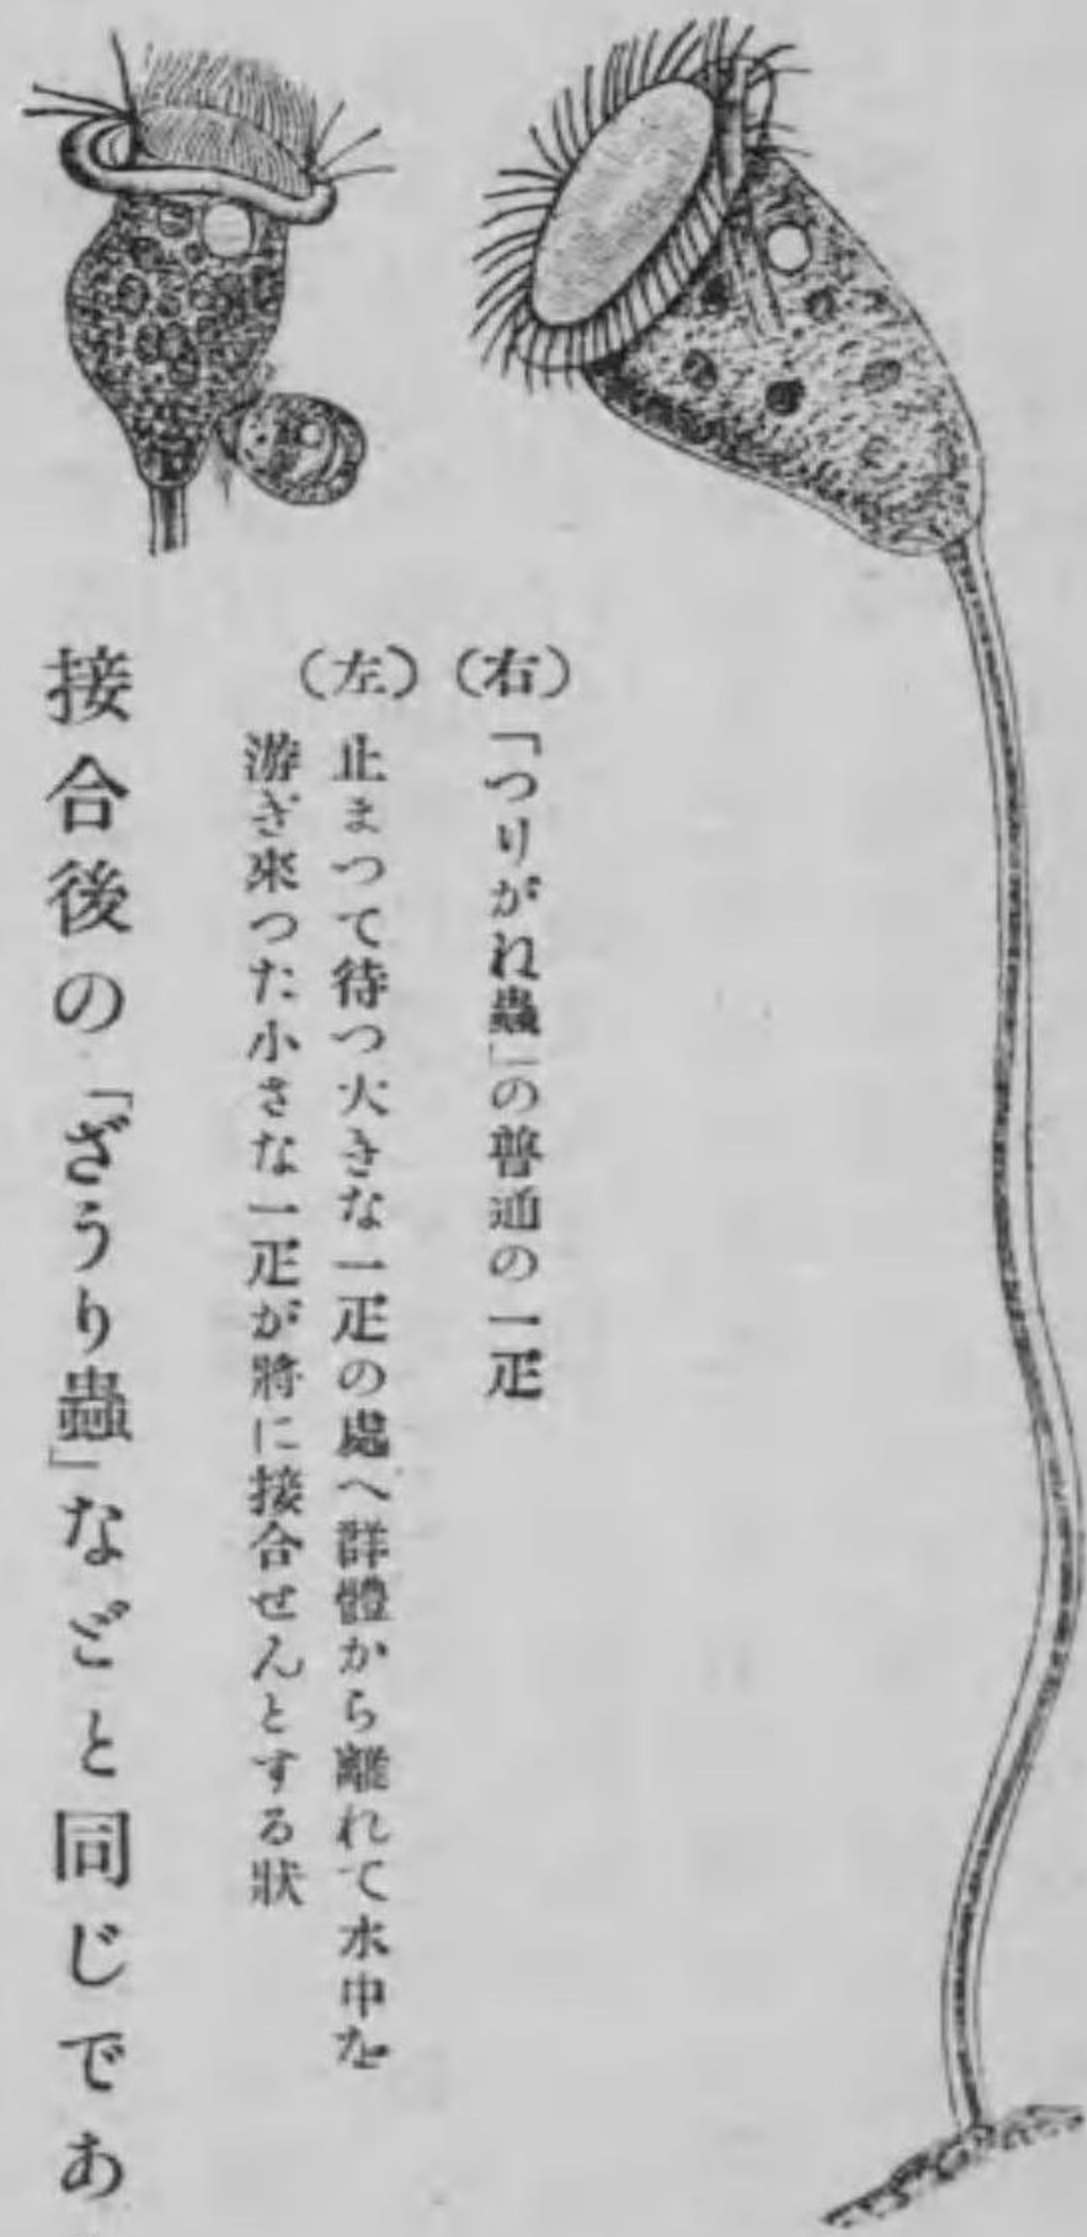 (右)「つりがね蟲」の普通の一疋
(左)止まつて待つ大きな一疋の處へ群體から離れて水中を
游ぎ來つた小さな一疋が將に接合せんとする狀
接合後の「ざうり蟲」などと同じであ